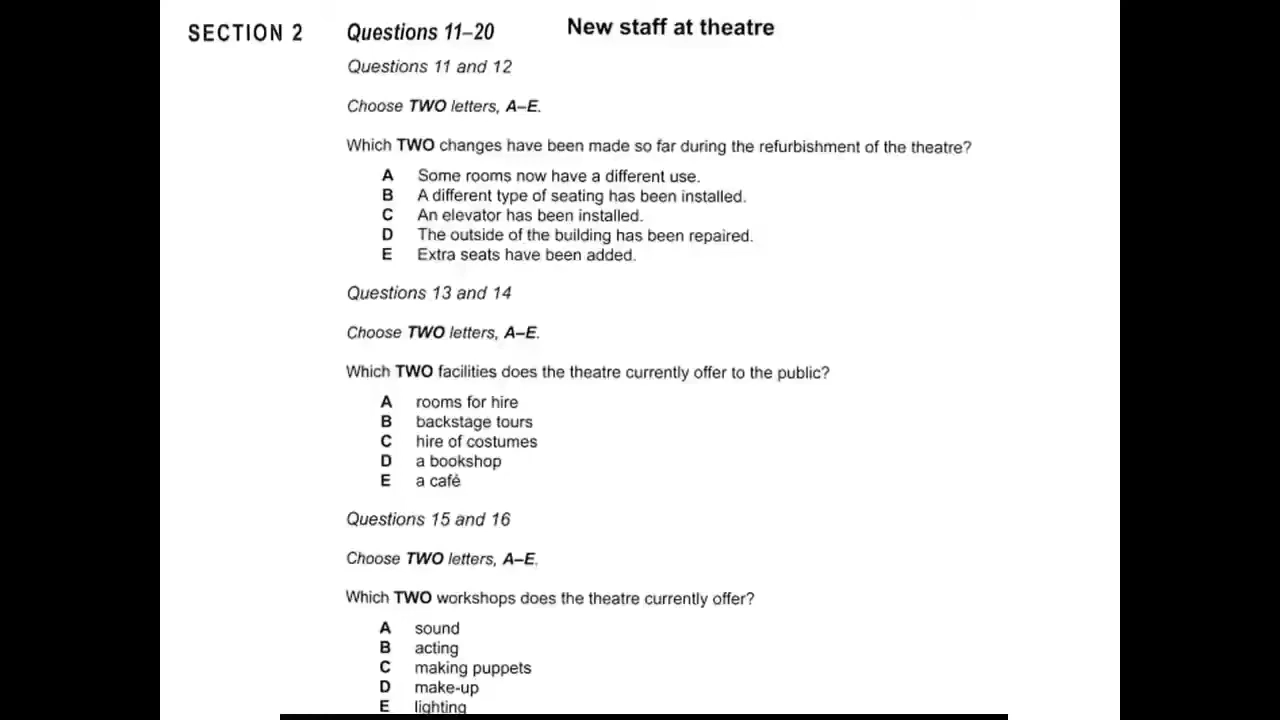 SECTION 2 Questions 11–20 New staff at theatre
Questions 11 and 12
Choose TWO letters, A–E.
Which TWO changes have been made so far during the refurbishment of the theatre?
A Some rooms now have a different use.
B A different type of seating has been installed.
C An elevator has been installed.
D The outside of the building has been repaired.
E Extra seats have been added.
Questions 13 and 14
Choose TWO letters, A–E.
Which TWO facilities does the theatre currently offer to the public?
A rooms for hire
B backstage tours
C hire of costumes
D a bookshop
E a café
Questions 15 and 16
Choose TWO letters, A–E.
Which TWO workshops does the theatre currently offer?
A sound
B acting
C making puppets
D make-up
E lighting